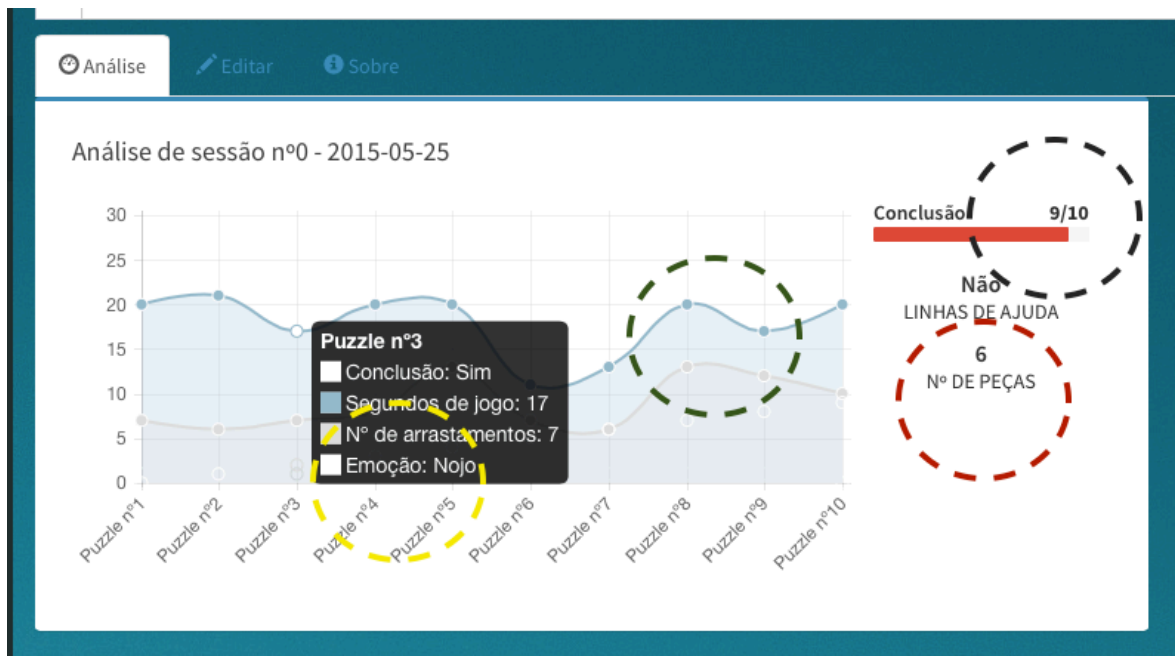 Análise
Editar
Sobre
Análise de sessão nº0 - 2015-05-25
30
25
20
15
10
5
0
Puzzle nº3
Conclusão: Sim
Segundos de jogo: 17
Nº de arrastamentos: 7
Emoção: Nojo
Puzzle nº1
Puzzle nº2
Puzzle nº3
Puzzle nº4
Puzzle nº5
Puzzle nº6
Puzzle nº7
Puzzle nº8
Puzzle nº9
Puzzle nº10
Conclusão 9/10
Não
LINHAS DE AJUDA
6
Nº DE PEÇAS